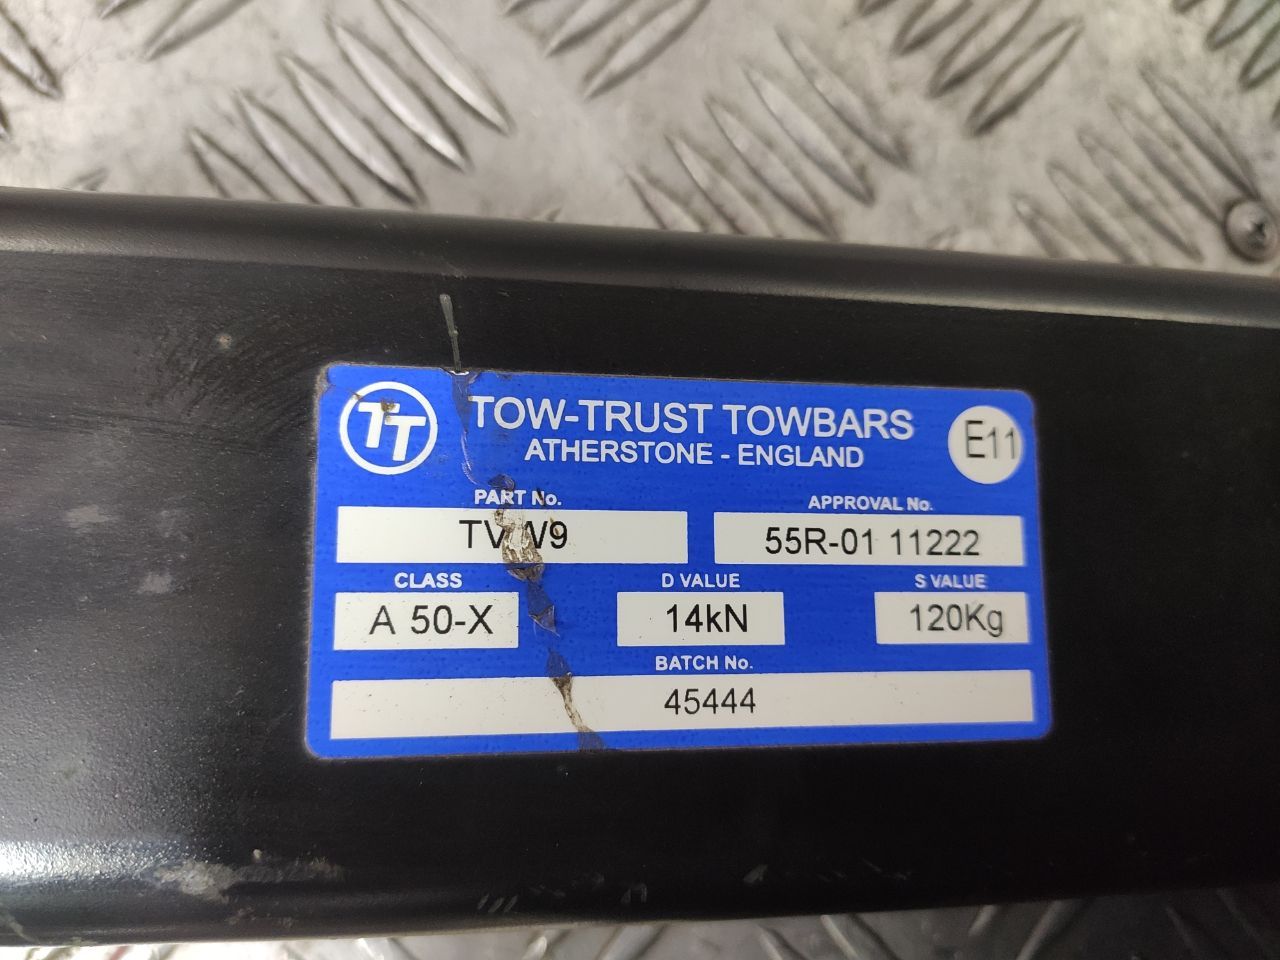 TT
TOW-TRUST TOWBARS
E11
ATHERSTONE - ENGLAND
PART No.
APPROVAL No.
55R-01 11222
CLASS
D VALUE
S VALUE
A 50-X
14kN
120Kg
BATCH No.
45444